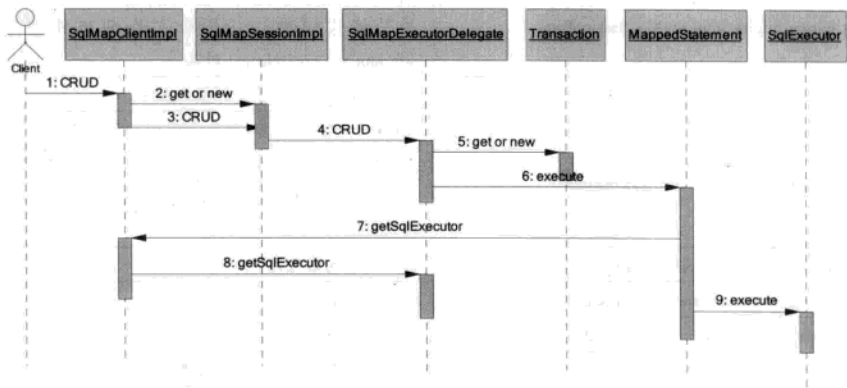 SqlMapClientImpl
SqlMapSessionImpl
SqlMapExecutorDelegate
Transaction
MappedStatement
SqlExecutor
Client
1: CRUD
2: get or new
3: CRUD
4: CRUD
5: get or new
6: execute
7: getSqlExecutor
8: getSqlExecutor
9: execute